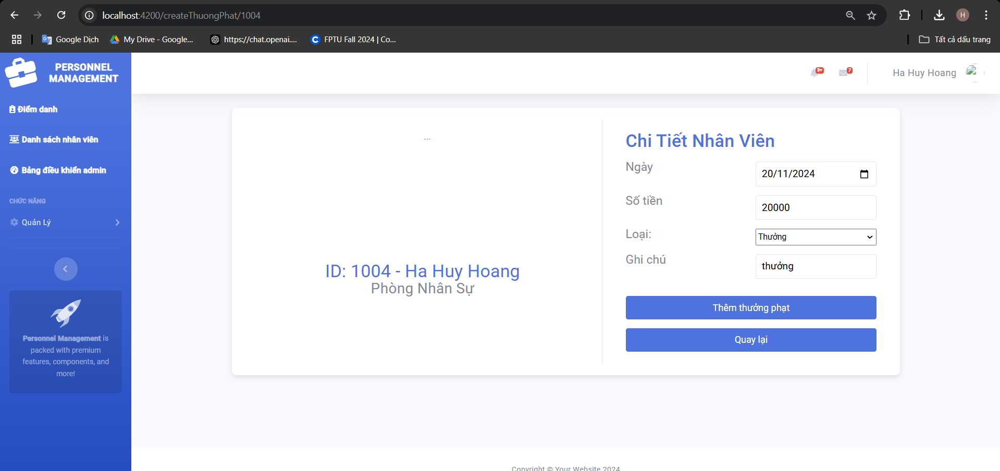 localhost:4200/createThuongPhat/1004
H
Google Dịch
My Drive - Google...
https://chat.openai....
FPTU Fall 2024 | Co...
Tất cả dấu trang
PERSONNEL
MANAGEMENT
3+
7
Ha Huy Hoang
Điểm danh
Danh sách nhân viên
Bảng điều khiển admin
CHỨC NĂNG
Quản Lý
Personnel Management is
packed with premium
features, components, and
more!
...
ID: 1004 - Ha Huy Hoang
Phòng Nhân Sự
Chi Tiết Nhân Viên
Ngày
20/11/2024
Số tiền
20000
Loại:
Thưởng
Ghi chú
thưởng
Thêm thưởng phạt
Quay lại
Copyright © Your Website 2024